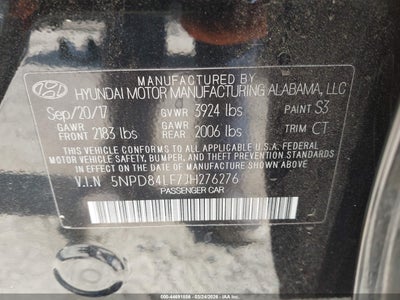 MANUFACTURED BY
HYUNDAI MOTOR MANUFACTURING ALABAMA, LLC
Sep/20/17 GVWR 3924 lbs PAINT S3
GAWR FRONT 2183 lbs GAWR REAR 2006 lbs TRIM CT
THIS VEHICLE CONFORMS TO ALL APPLICABLE U.S.A FEDERAL
MOTOR VEHICLE SAFETY, BUMPER, AND THEFT PREVENTION
STANDARDS IN EFFECT ON THE DATE OF MANUFACTURE SHOWN ABOVE.
V.I.N 5NPD84LF7JH276276
PASSENGER CAR